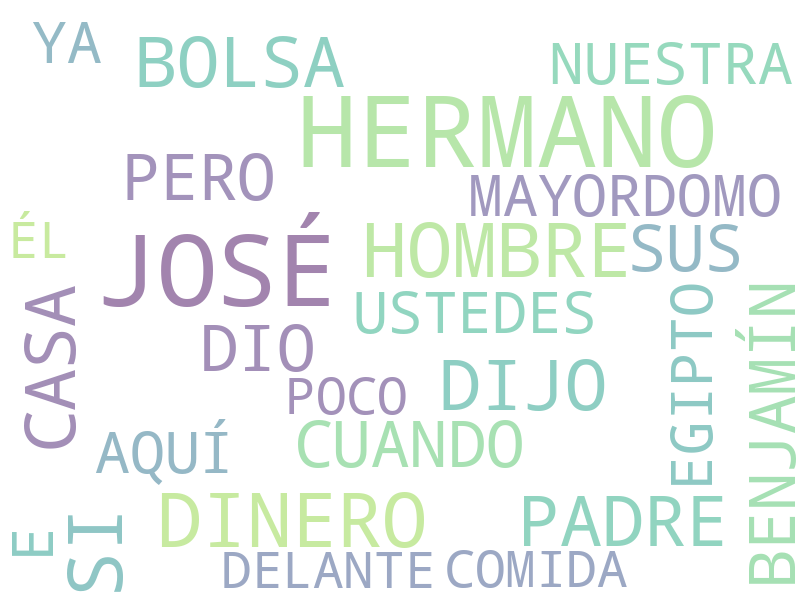 YA
BOLSA
NUESTRA
HERMANO
PERO
MAYORDOMO
ÉL
JOSÉ
HOMBRE
SUS
CASA
USTEDES
EGIPTO
BENJAMÍN
DIO
POCO
DIJO
AQUÍ
CUANDO
E
SI
DINERO
PADRE
DELANTE
COMIDA